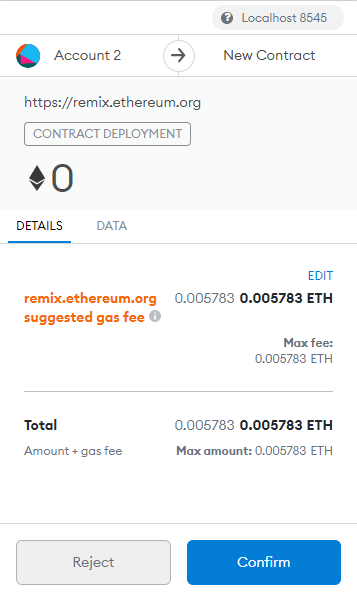 Localhost 8545
Account 2
New Contract
https://remix.ethereum.org
CONTRACT DEPLOYMENT
0
DETAILS
DATA
EDIT
remix.ethereum.org 0.005783 0.005783 ETH
suggested gas fee
Max fee:
0.005783 ETH
Total 0.005783 0.005783 ETH
Amount + gas fee Max amount: 0.005783 ETH
Reject
Confirm